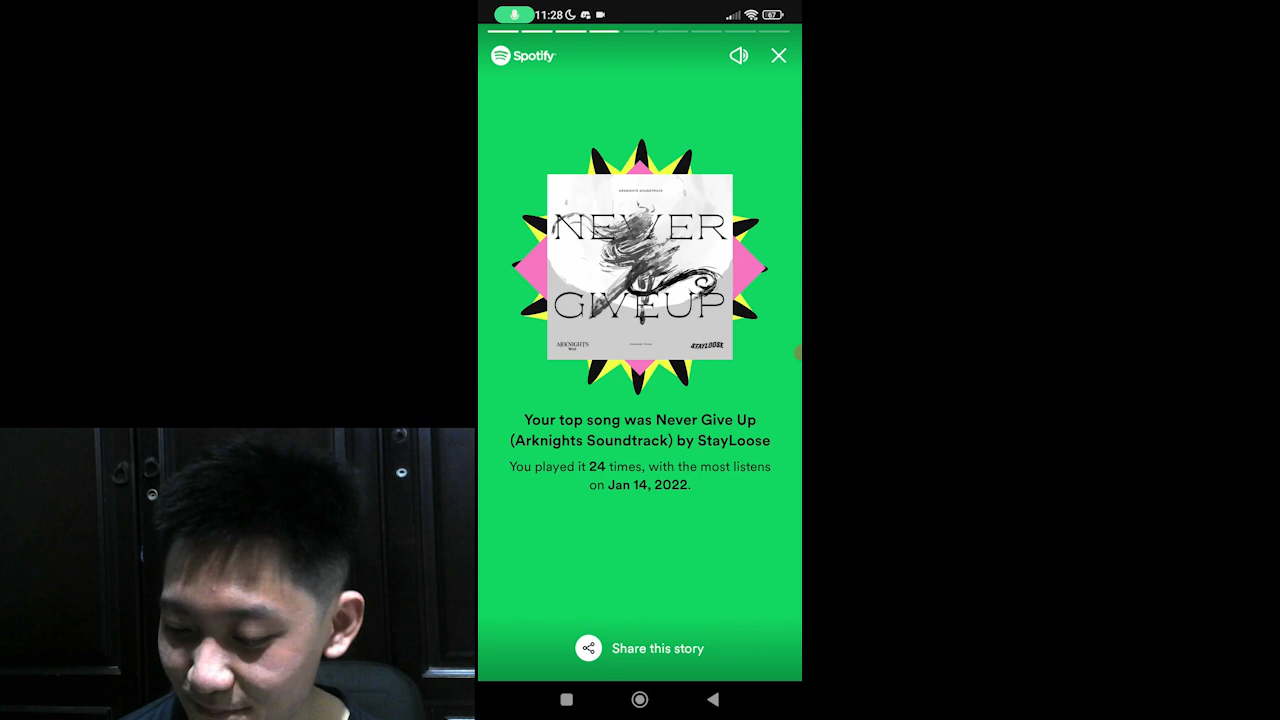 11:28
67
Spotify
ARKNIGHTS SOUNDTRACK
NEVER
GIVE UP
ARKNIGHTS
STAYLOOSE
Your top song was Never Give Up
(Arknights Soundtrack) by StayLoose
You played it 24 times, with the most listens
on Jan 14, 2022.
Share this story